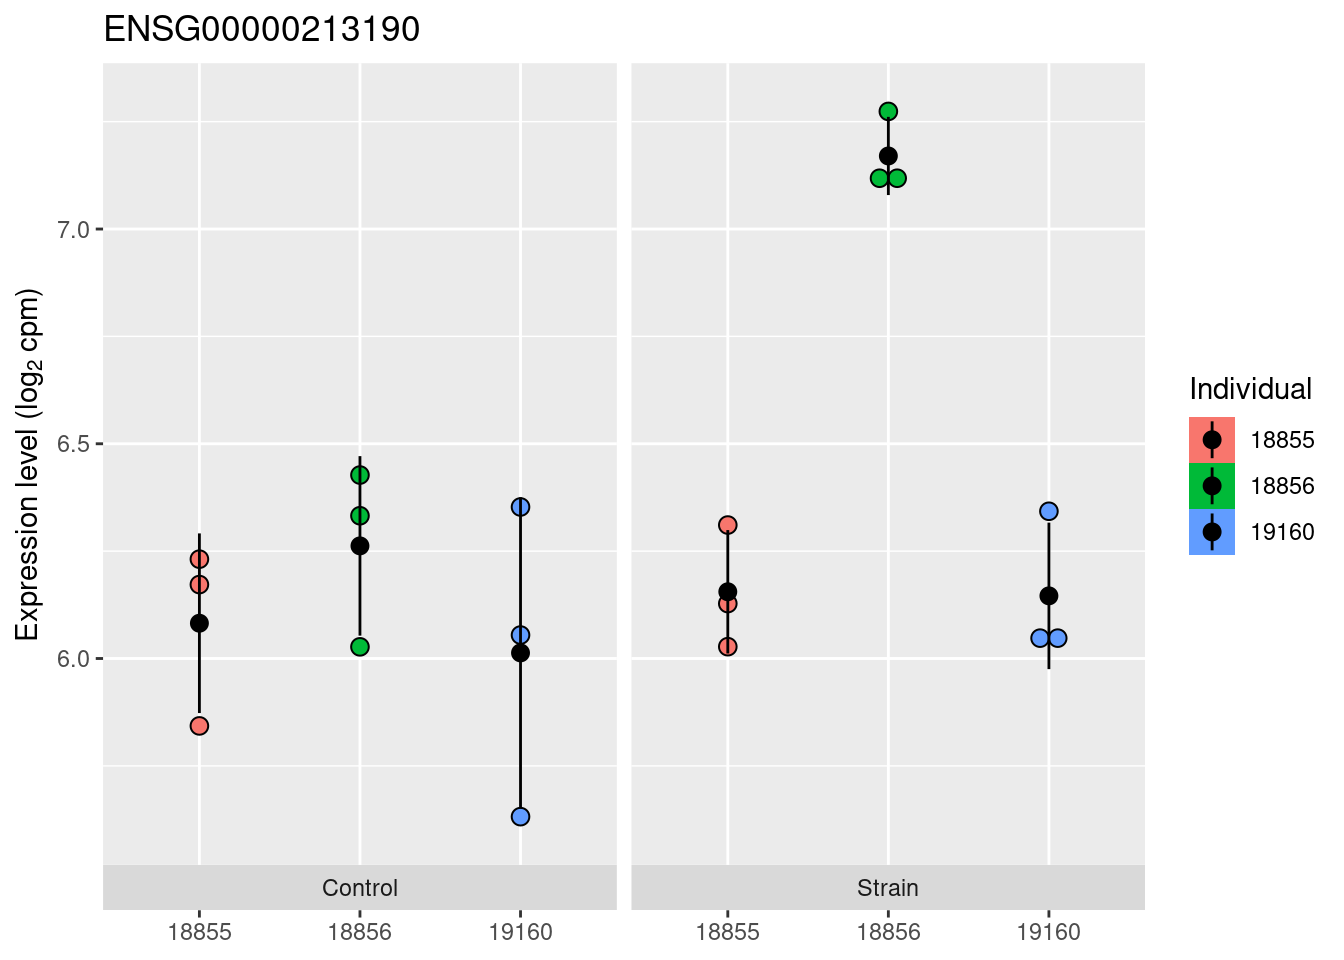 ENSG00000213190
Expression level (log₂ cpm)
7.0
6.5
6.0
Control
Strain
18855 18856 19160
18855 18856 19160
Individual
18855
18856
19160